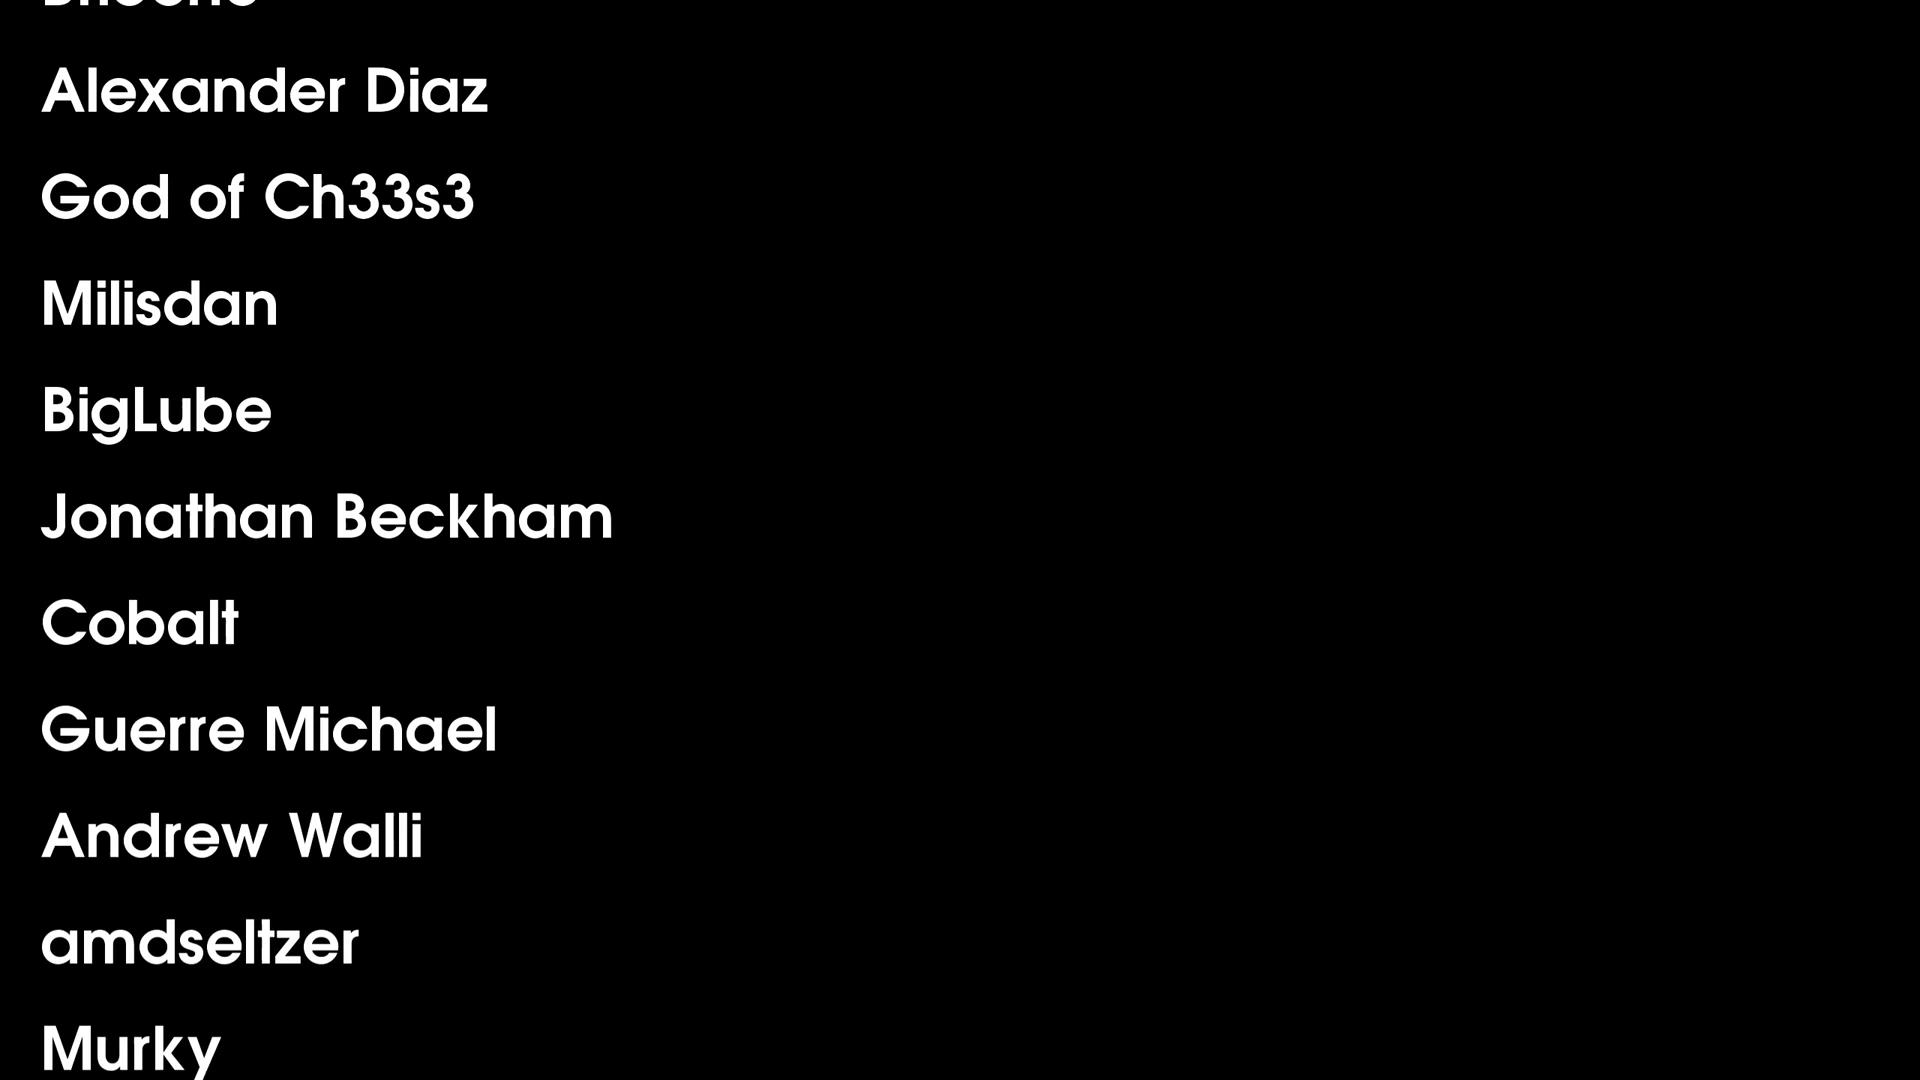 Alexander Diaz
God of Ch33s3
Milisdan
BigLube
Jonathan Beckham
Cobalt
Guerre Michael
Andrew Walli
amdseltzer
Murky